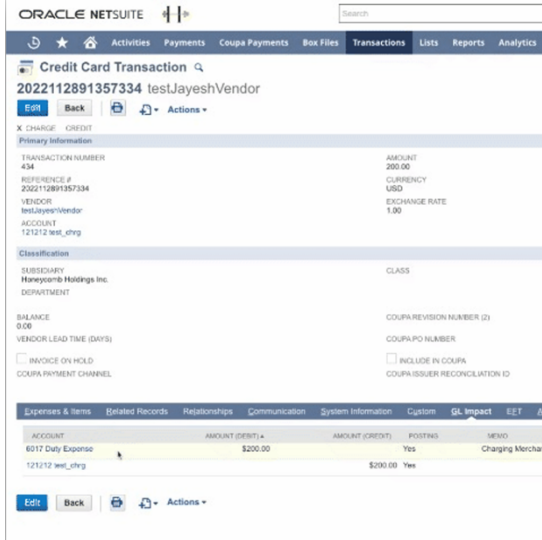 ORACLE NETSUITE
Search
Activities Payments Coupa Payments Box Files Transactions Lists Reports Analytics
Credit Card Transaction
2022112891357334 testJayeshVendor
Edit Back Actions
X CHARGE CREDIT
Primary Information
TRANSACTION NUMBER
434
REFERENCE #
2022112891357334
VENDOR
testJayeshVendor
ACCOUNT
121212 test_chrg
AMOUNT
200.00
CURRENCY
USD
EXCHANGE RATE
1.00
Classification
SUBSIDIARY
Honeycomb Holdings Inc.
DEPARTMENT
CLASS
BALANCE
0.00
VENDOR LEAD TIME (DAYS)
INVOICE ON HOLD
COUPA PAYMENT CHANNEL
COUPA REVISION NUMBER (2)
COUPA PO NUMBER
INCLUDE IN COUPA
COUPA ISSUER RECONCILIATION ID
Expenses & Items Related Records Relationships Communication System Information Custom GL Impact EFT A
ACCOUNT AMOUNT (DEBIT) AMOUNT (CREDIT) POSTING MEMO
6017 Duty Expense $200.00 Yes Charging Mercha
121212 test_chrg $200.00 Yes
Edit Back Actions